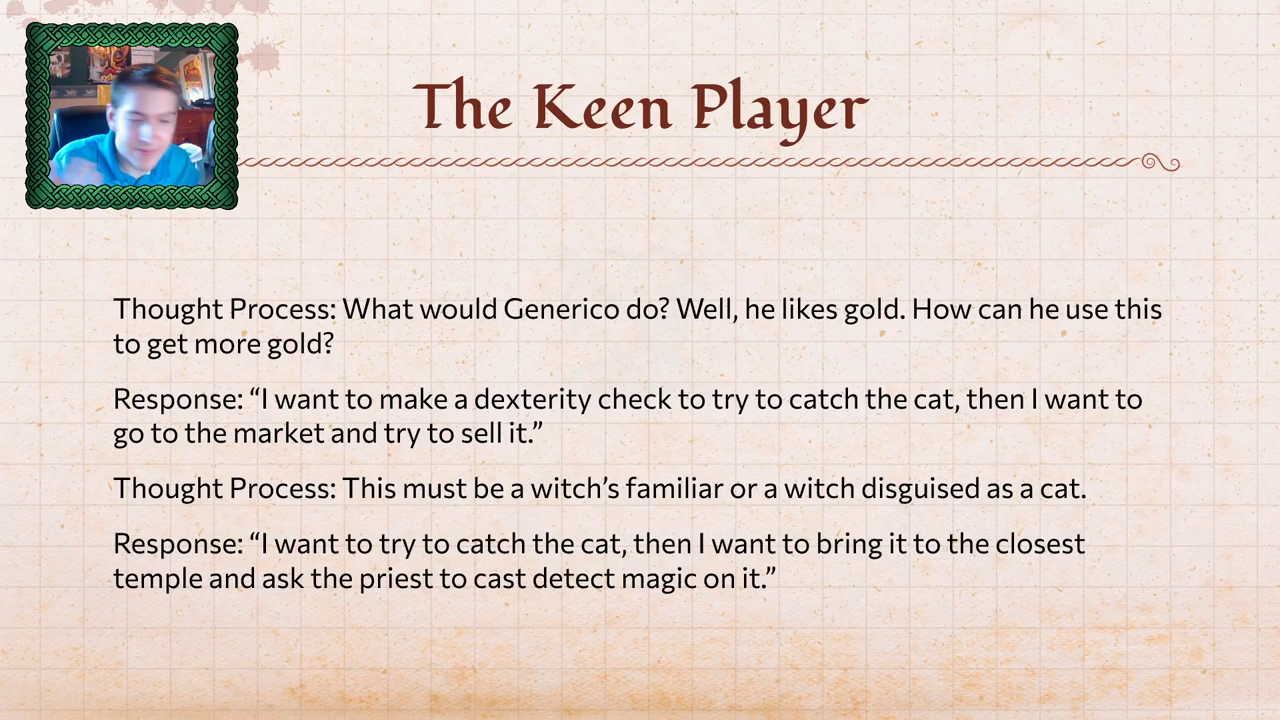 The Keen Player
Thought Process: What would Generico do? Well, he likes gold. How can he use this
to get more gold?
Response: “I want to make a dexterity check to try to catch the cat, then I want to
go to the market and try to sell it.”
Thought Process: This must be a witch’s familiar or a witch disguised as a cat.
Response: “I want to try to catch the cat, then I want to bring it to the closest
temple and ask the priest to cast detect magic on it.”